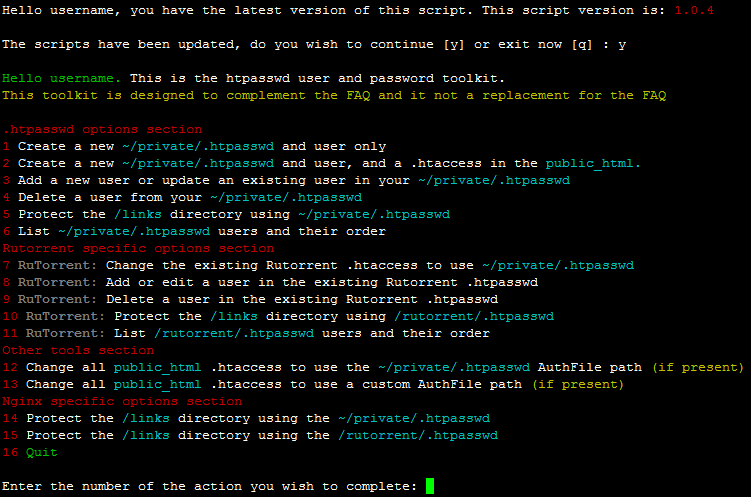 Hello username, you have the latest version of this script. This script version is: 1.0.4
The scripts have been updated, do you wish to continue [y] or exit now [q] : y
Hello username. This is the htpasswd user and password toolkit.
This toolkit is designed to complement the FAQ and it not a replacement for the FAQ
.htpasswd options section
1 Create a new ~/private/.htpasswd and user only
2 Create a new ~/private/.htpasswd and user, and a .htaccess in the public_html.
3 Add a new user or update an existing user in your ~/private/.htpasswd
4 Delete a user from your ~/private/.htpasswd
5 Protect the /links directory using ~/private/.htpasswd
6 List ~/private/.htpasswd users and their order
Rutorrent specific options section
7 RuTorrent: Change the existing Rutorrent .htaccess to use ~/private/.htpasswd
8 RuTorrent: Add or edit a user in the existing Rutorrent .htpasswd
9 RuTorrent: Delete a user in the existing Rutorrent .htpasswd
10 RuTorrent: Protect the /links directory using /rutorrent/.htpasswd
11 RuTorrent: List /rutorrent/.htpasswd users and their order
Other tools section
12 Change all public_html .htaccess to use the ~/private/.htpasswd AuthFile path (if present)
13 Change all public_html .htaccess to use a custom AuthFile path (if present)
Nginx specific options section
14 Protect the /links directory using the ~/private/.htpasswd
15 Protect the /links directory using the /rutorrent/.htpasswd
16 Quit
Enter the number of the action you wish to complete: